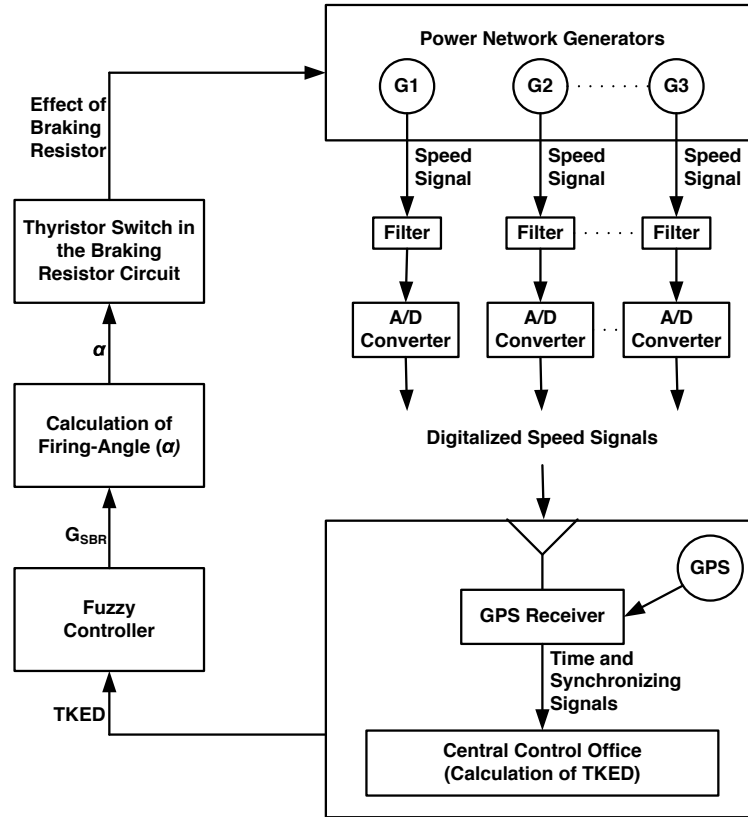 Power Network Generators
G1
G2
G3
Effect of
Braking
Resistor
Speed
Signal
Speed
Signal
Speed
Signal
Thyristor Switch in
the Braking
Resistor Circuit
Filter
Filter
Filter
A/D
Converter
A/D
Converter
A/D
Converter
α
Calculation of
Firing-Angle (α)
Digitalized Speed Signals
GSBR
GPS
Fuzzy
Controller
GPS Receiver
Time and
Synchronizing
Signals
TKED
Central Control Office
(Calculation of TKED)